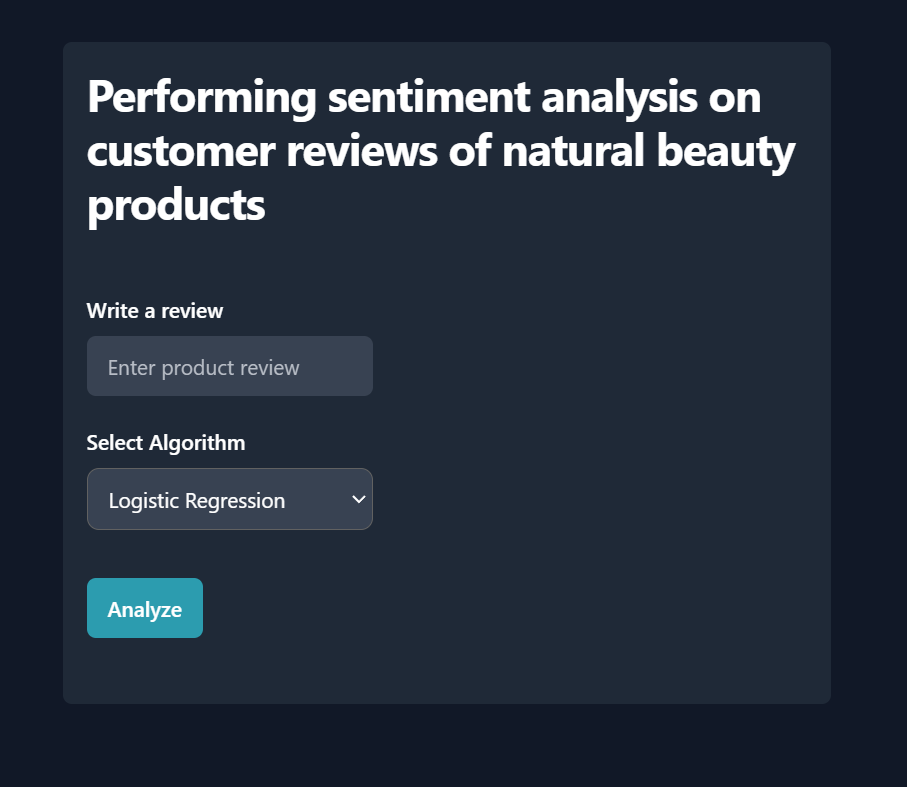 Performing sentiment analysis on
customer reviews of natural beauty
products
Write a review
Enter product review
Select Algorithm
Logistic Regression
Analyze